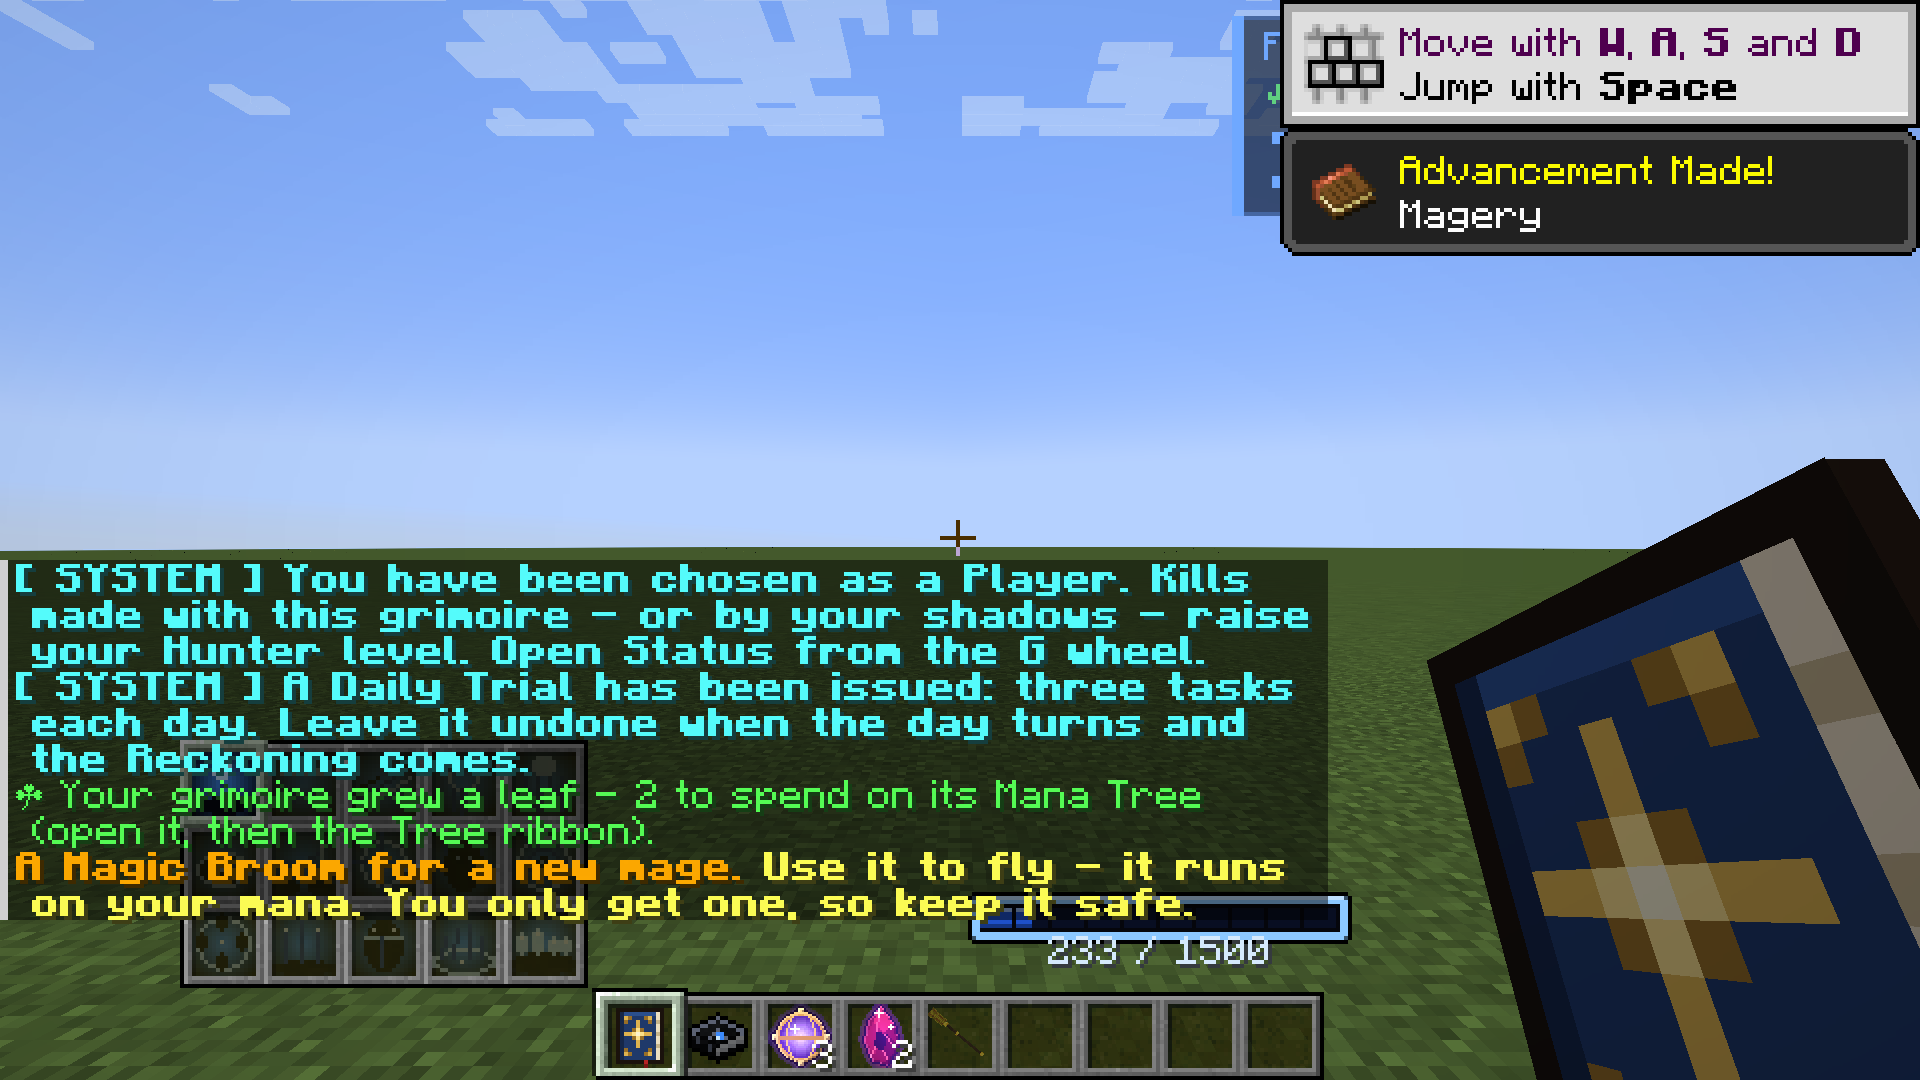 Move with W, A, S and D
Jump with Space
Advancement Made!
Magery
[ SYSTEM ] You have been chosen as a Player. Kills
made with this grimoire - or by your shadows - raise
your Hunter level. Open Status from the G wheel.
[ SYSTEM ] A Daily Trial has been issued: three tasks
each day. Leave it undone when the day turns and
the Reckoning comes.
☘ Your grimoire grew a leaf - 2 to spend on its Mana Tree
(open it, then the Tree ribbon).
A Magic Broom for a new mage. Use it to fly - it runs
on your mana. You only get one, so keep it safe.
233 / 1500
3
2